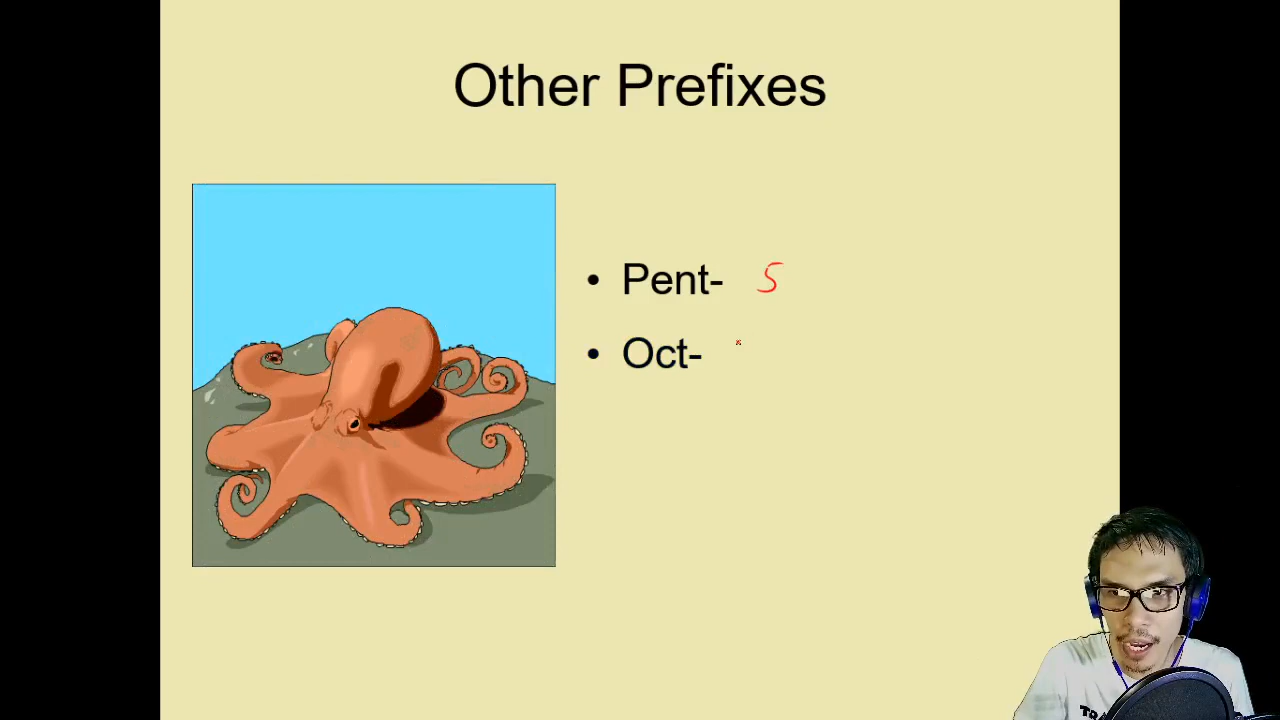 Other Prefixes
• Pent- 5
• Oct-